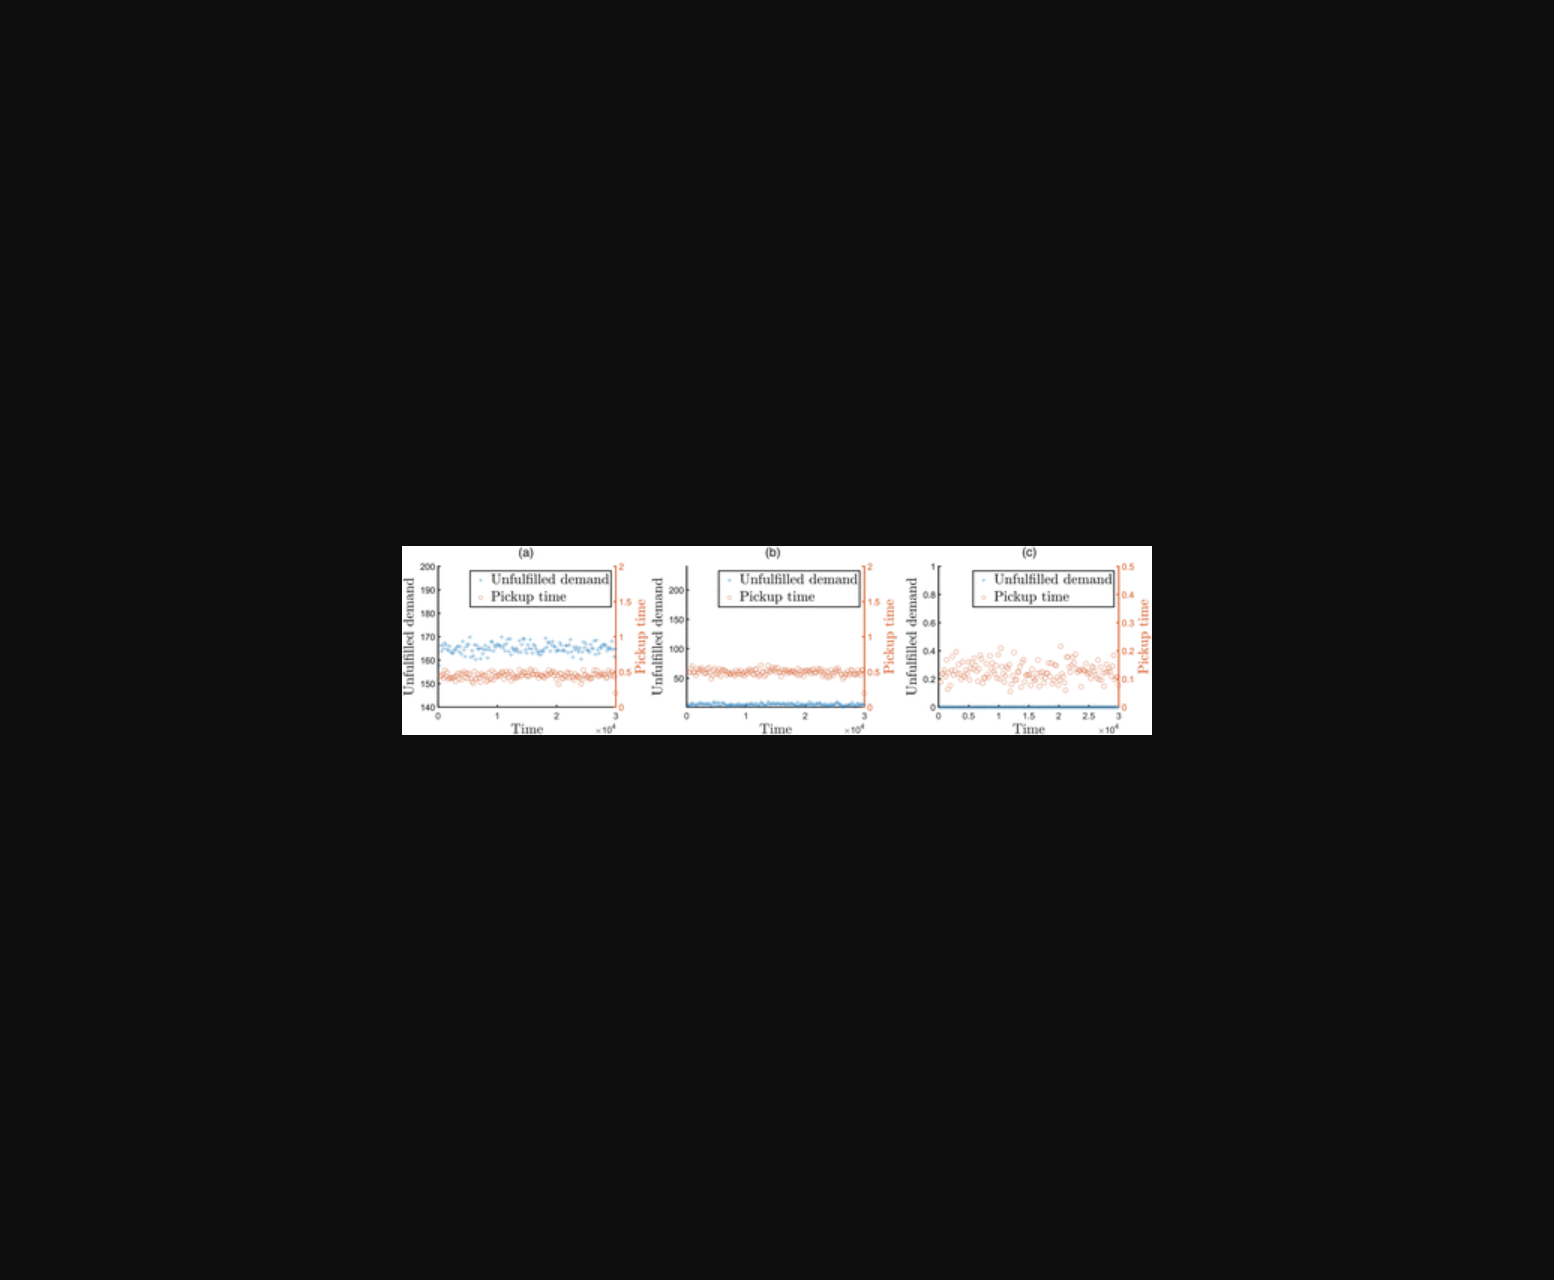 (a)
200
190
180
170
160
150
140
Unfulfilled demand
Unfulfilled demand
Pickup time
2
1.5
1
0.5
0
Pickup time
0 1 2 3
Time
×10⁴
(b)
200
150
100
50
Unfulfilled demand
Unfulfilled demand
Pickup time
2
1.5
1
0.5
0
Pickup time
0 1 2 3
Time
×10⁴
(c)
1
0.8
0.6
0.4
0.2
0
Unfulfilled demand
Unfulfilled demand
Pickup time
0.5
0.4
0.3
0.2
0.1
0
Pickup time
0 0.5 1 1.5 2 2.5 3
Time
×10⁴